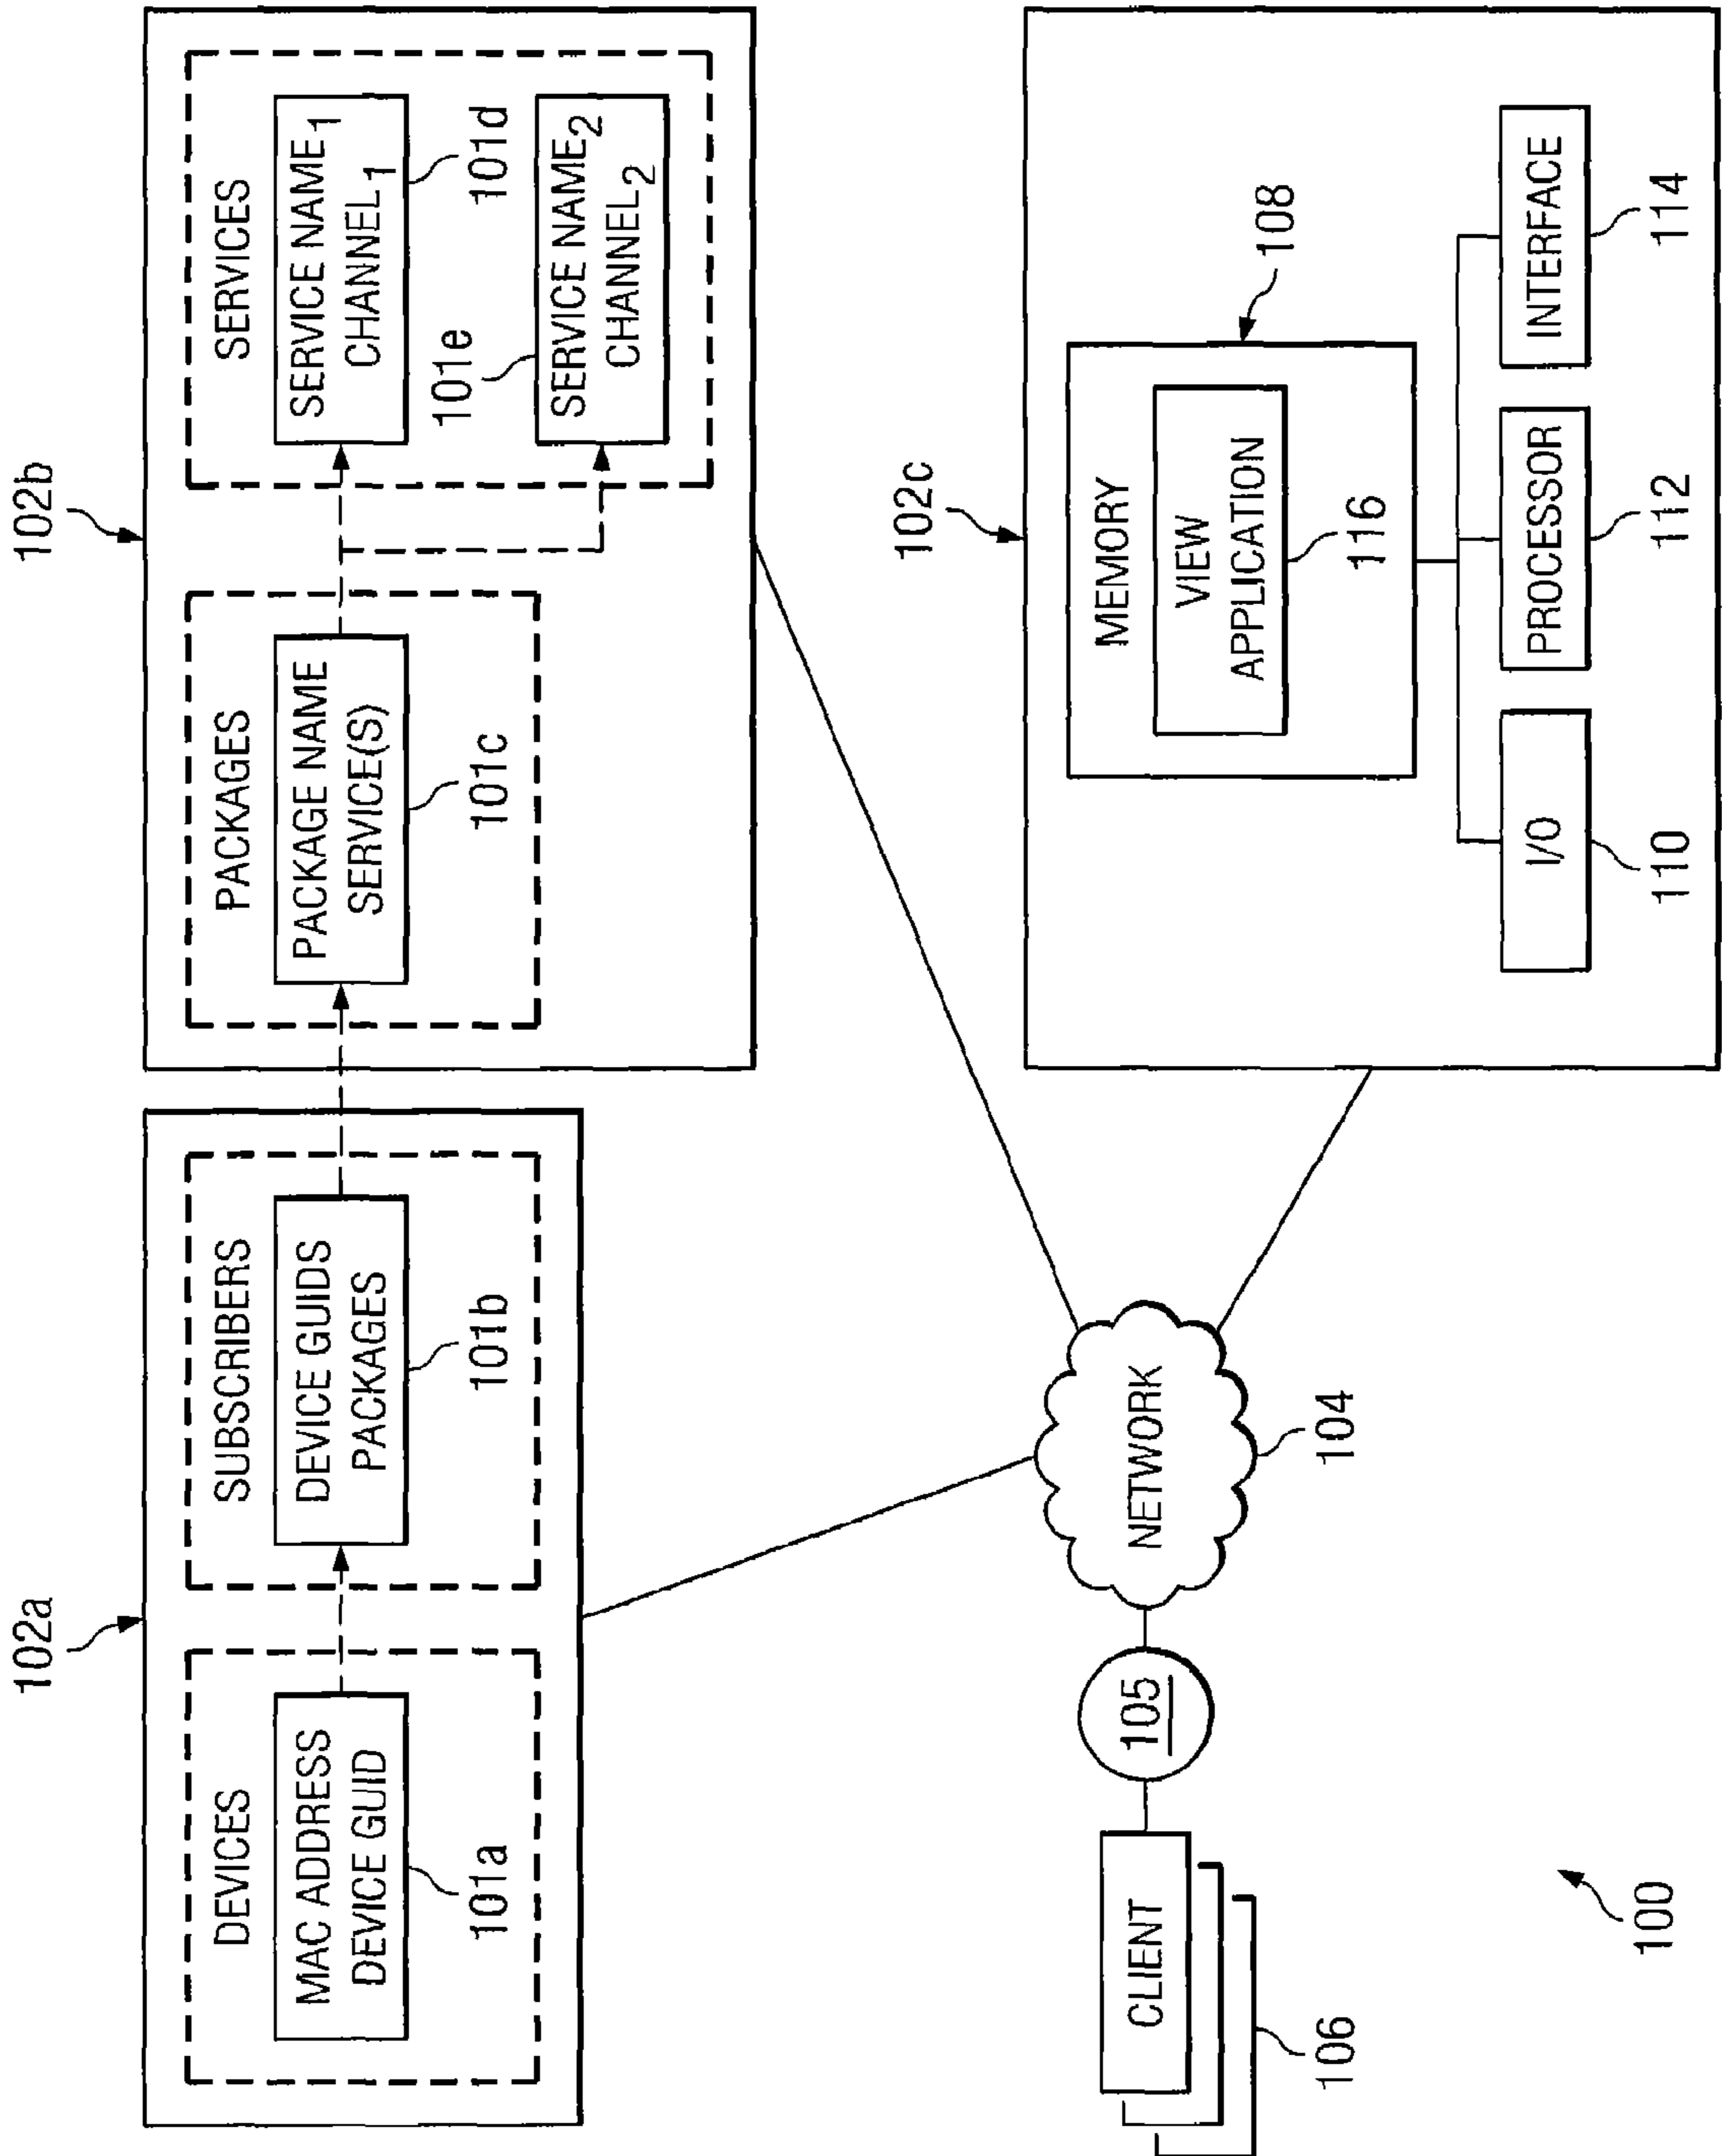 102a
DEVICES
MAC ADDRESS
DEVICE GUID
101a
SUBSCRIBERS
DEVICE GUIDS
PACKAGES
101b
102b
PACKAGES
PACKAGE NAME
SERVICE(S)
101c
SERVICES
SERVICE NAME1
CHANNEL1
101d
101e
SERVICE NAME2
CHANNEL2
CLIENT
106
105
NETWORK
104
100
102c
MEMORY
VIEW
APPLICATION
116
108
I/O
110
PROCESSOR
112
INTERFACE
114